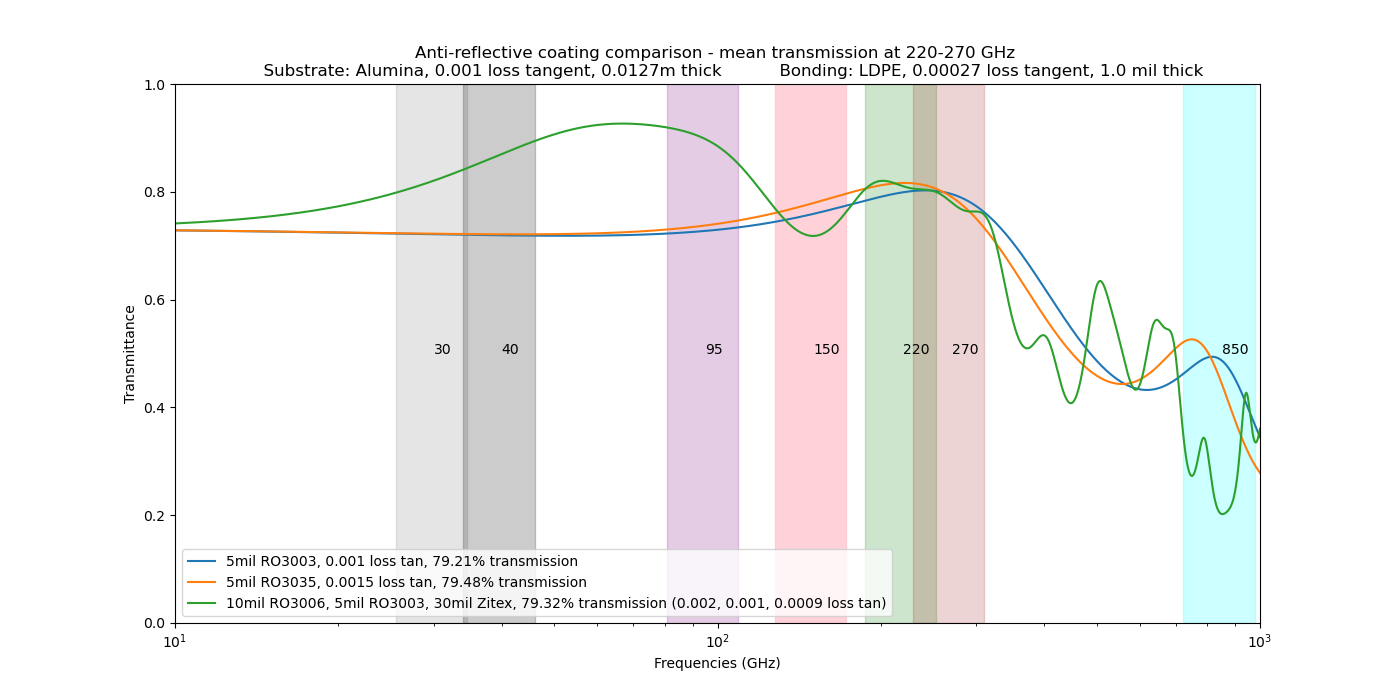 Anti-reflective coating comparison - mean transmission at 220-270 GHz
Substrate: Alumina, 0.001 loss tangent, 0.0127m thick Bonding: LDPE, 0.00027 loss tangent, 1.0 mil thick
1.0
0.8
0.6
0.4
0.2
0.0
Transmittance
30 40 95 150 220 270 850
5mil RO3003, 0.001 loss tan, 79.21% transmission
5mil RO3035, 0.0015 loss tan, 79.48% transmission
10mil RO3006, 5mil RO3003, 30mil Zitex, 79.32% transmission (0.002, 0.001, 0.0009 loss tan)
10¹ 10² 10³
Frequencies (GHz)